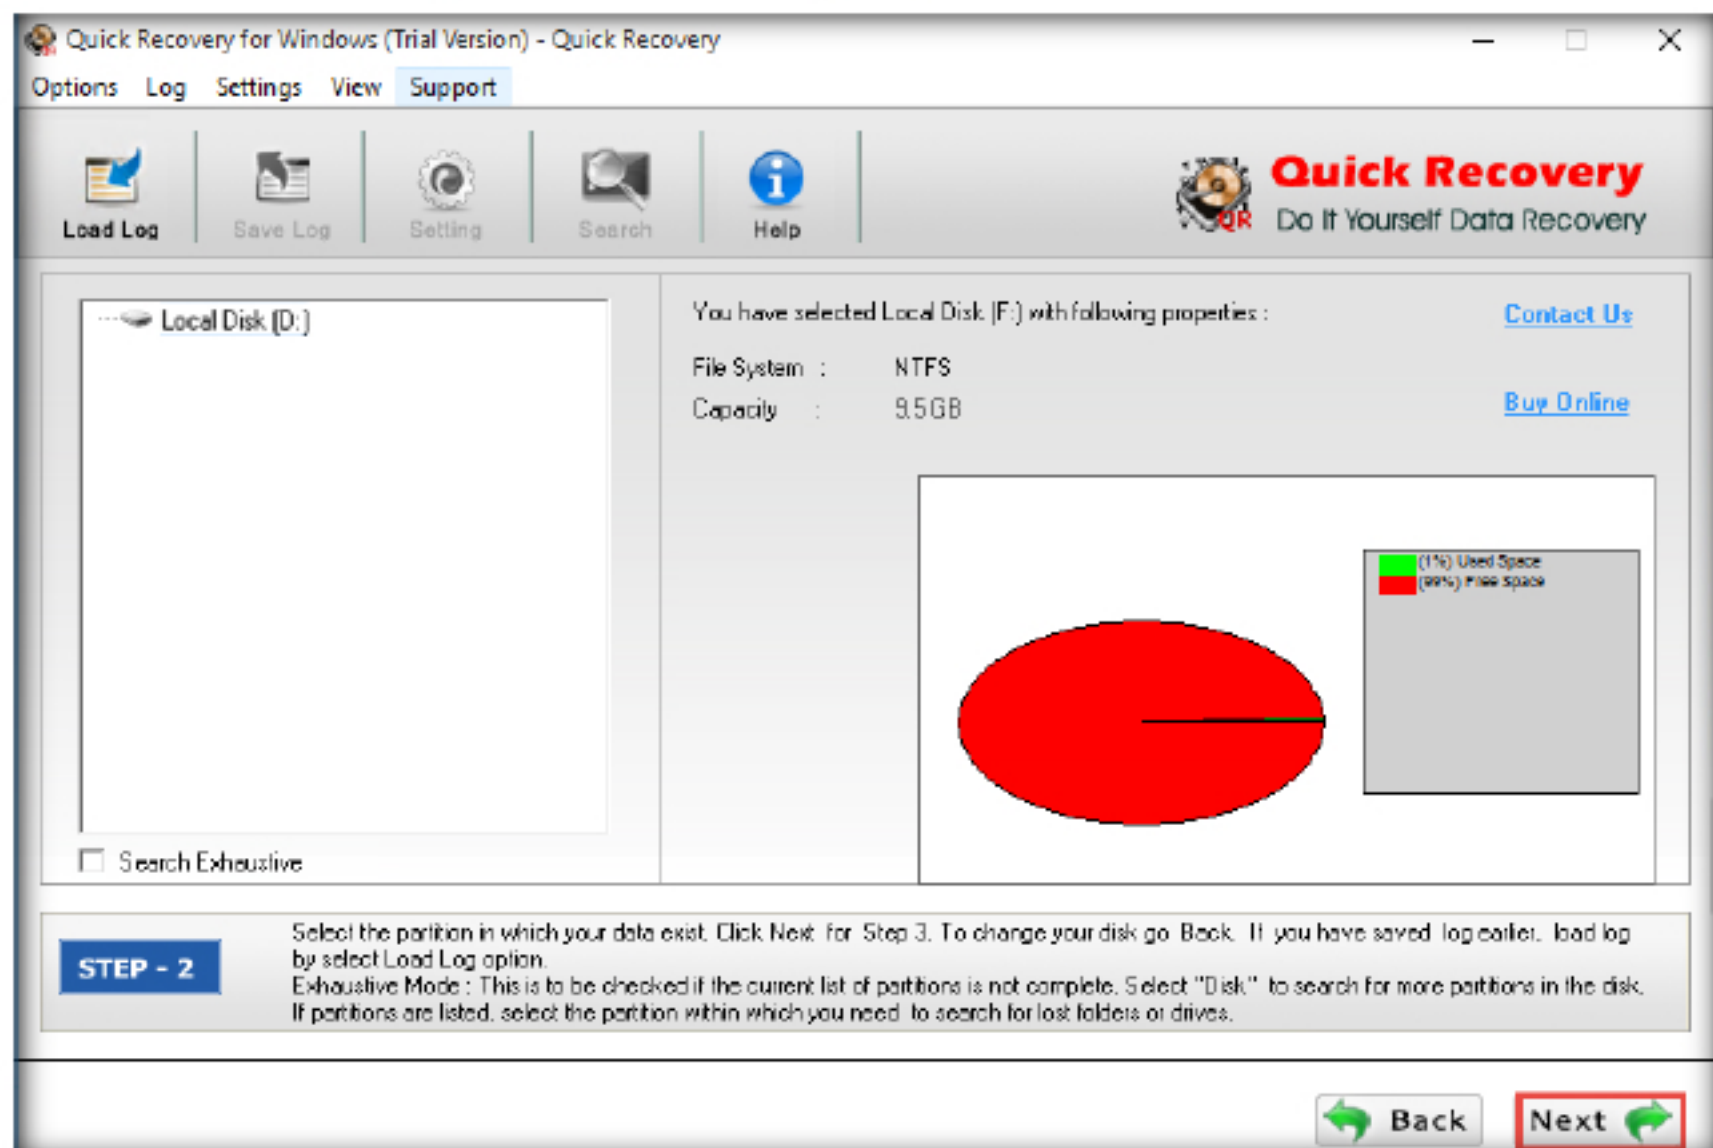 Quick Recovery for Windows (Trial Version) - Quick Recovery
Options Log Settings View Support
Load Log Save Log Setting Search Help
Quick Recovery
Do It Yourself Data Recovery
QR
Local Disk (D:)
Search Exhaustive
You have selected Local Disk (F:) with following properties :
File System : NTFS
Capacity : 9.5 GB
Contact Us
Buy Online
(1%) Used Space
(99%) Free Space
STEP - 2
Select the partition in which your data exist. Click Next for Step 3. To change your disk go Back. If you have saved log earlier, load log
by select Load Log option.
Exhaustive Mode : This is to be checked if the current list of partitions is not complete. Select "Disk" to search for more partitions in the disk.
If partitions are listed, select the partition within which you need to search for lost folders or drives.
Back Next